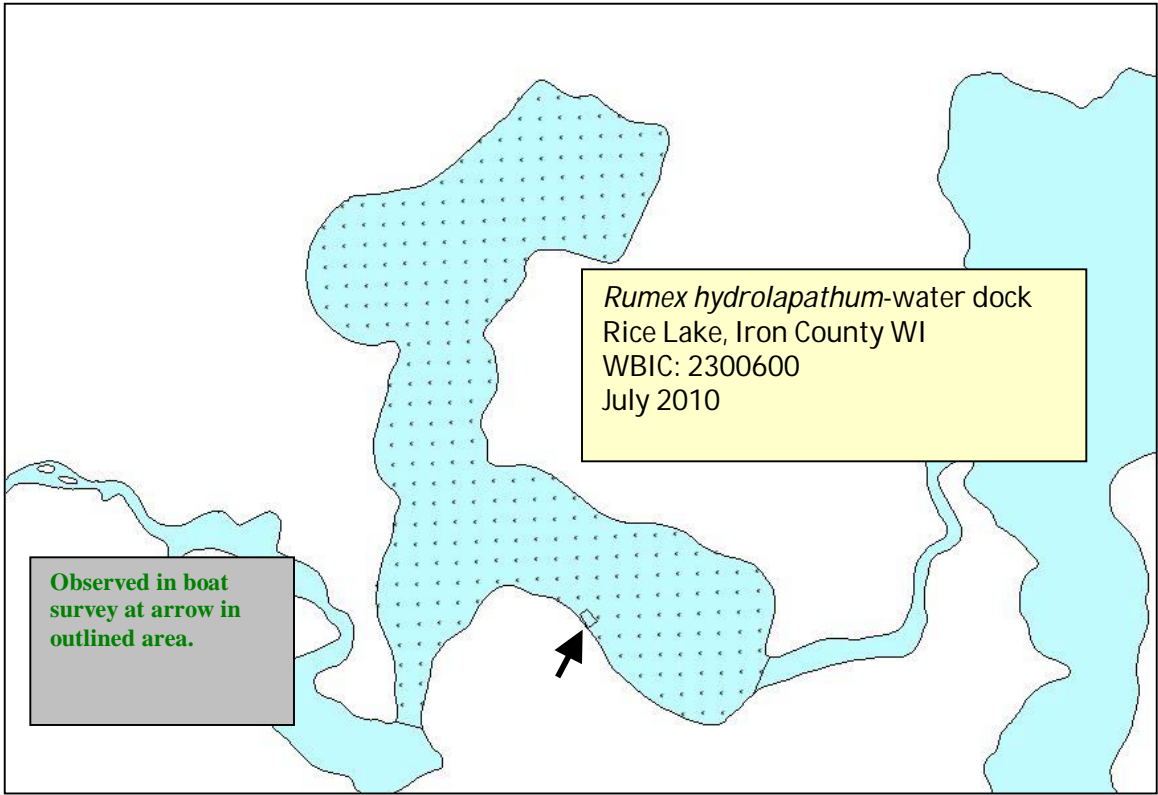 Rumex hydrolapathum-water dock
Rice Lake, Iron County WI
WBIC: 2300600
July 2010
Observed in boat
survey at arrow in
outlined area.